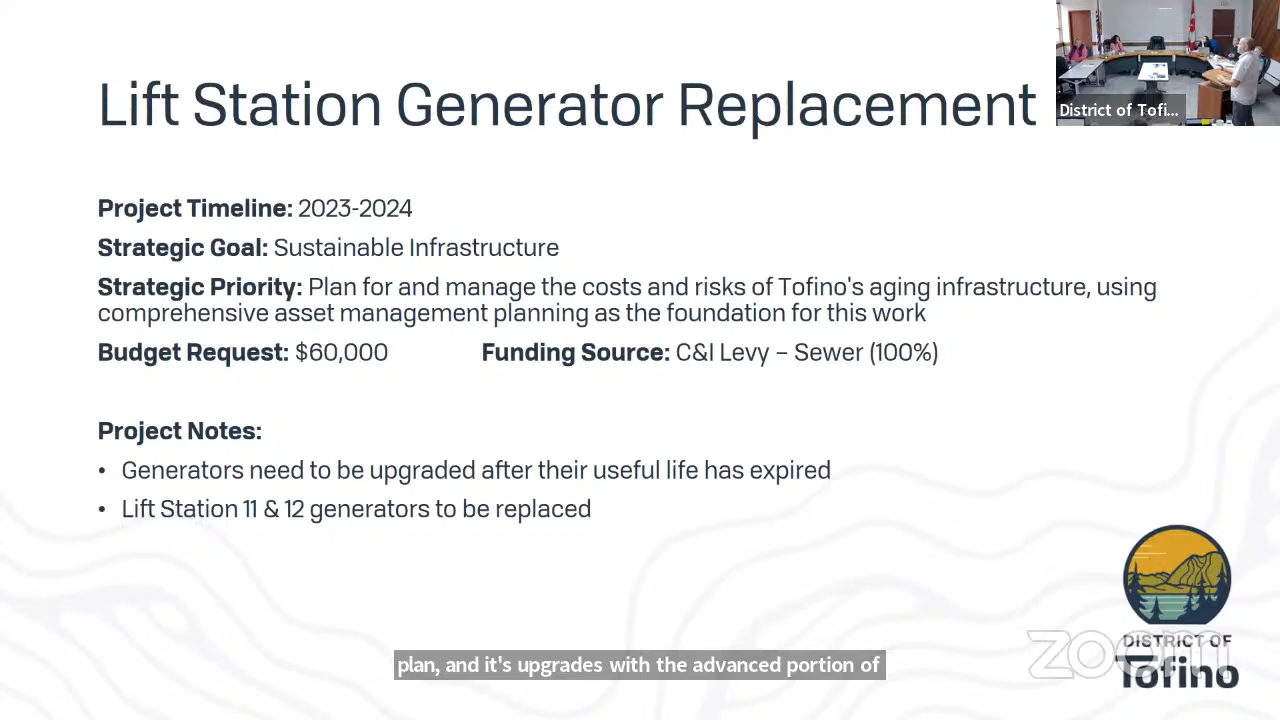 Lift Station Generator Replacement
District of Tofi...
Project Timeline: 2023-2024
Strategic Goal: Sustainable Infrastructure
Strategic Priority: Plan for and manage the costs and risks of Tofino's aging infrastructure, using
comprehensive asset management planning as the foundation for this work
Budget Request: $60,000 Funding Source: C&I Levy – Sewer (100%)
Project Notes:
• Generators need to be upgraded after their useful life has expired
• Lift Station 11 & 12 generators to be replaced
DISTRICT OF
Tofino
zoom
plan, and it's upgrades with the advanced portion of